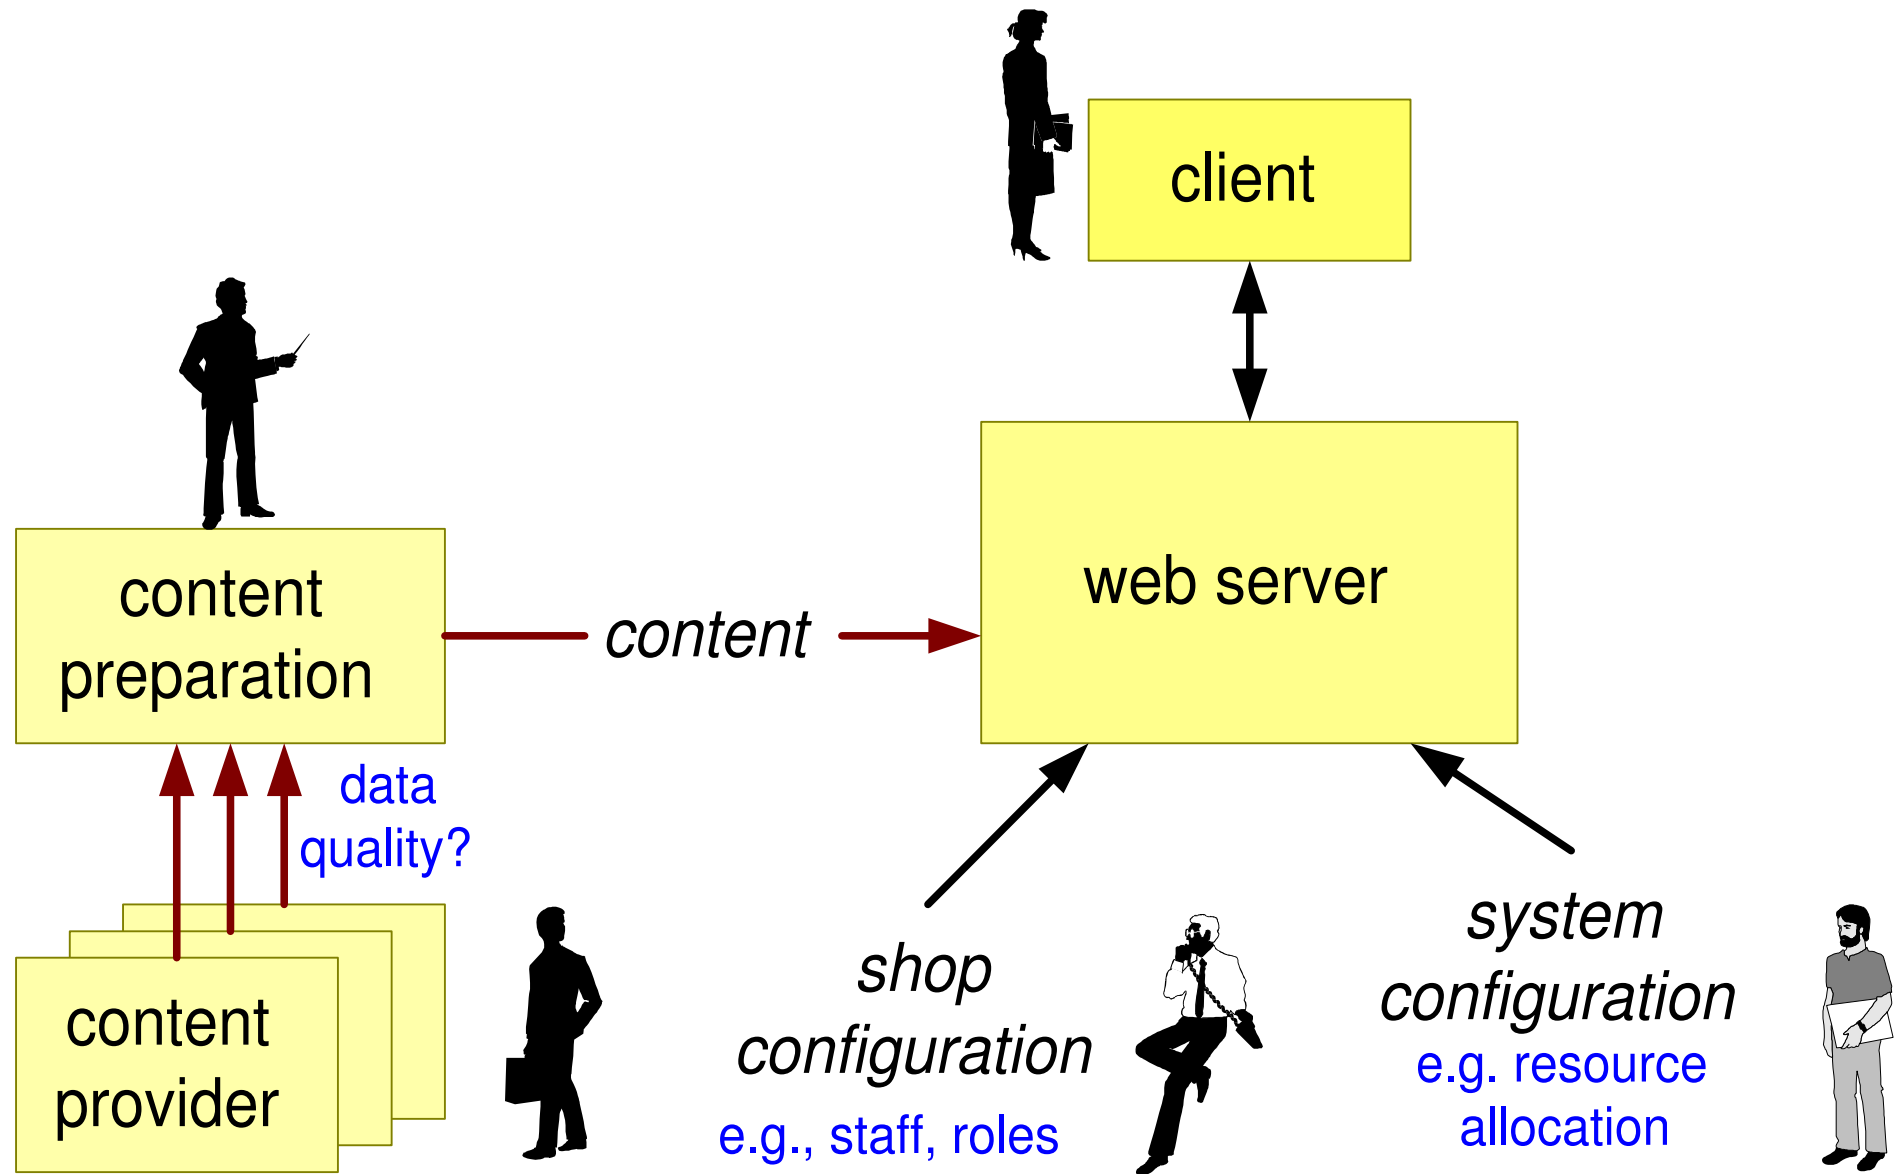 client
web server
content
preparation
content
data
quality?
content
provider
shop
configuration
e.g., staff, roles
system
configuration
e.g. resource
allocation